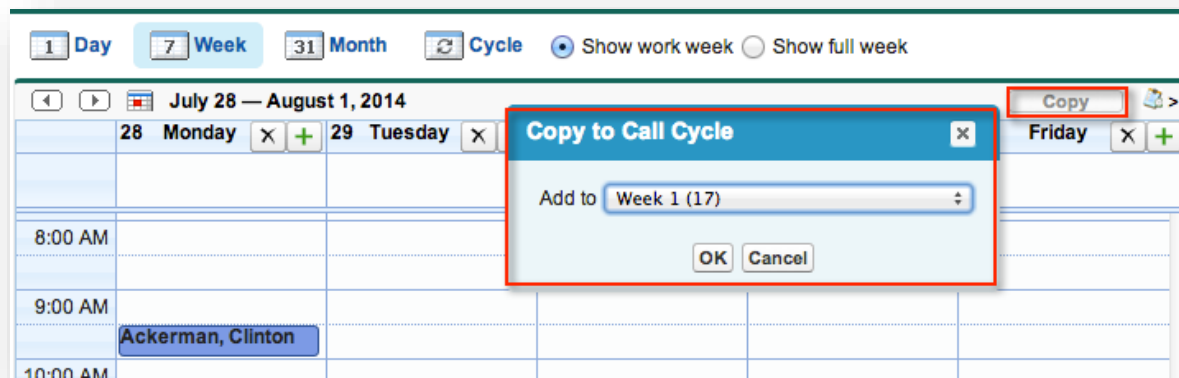 1 Day 7 Week 31 Month Cycle Show work week Show full week
July 28 — August 1, 2014 Copy >
28 Monday X + 29 Tuesday X Copy to Call Cycle X Friday X +
Add to Week 1 (17)
8:00 AM
OK Cancel
9:00 AM
Ackerman, Clinton
10:00 AM